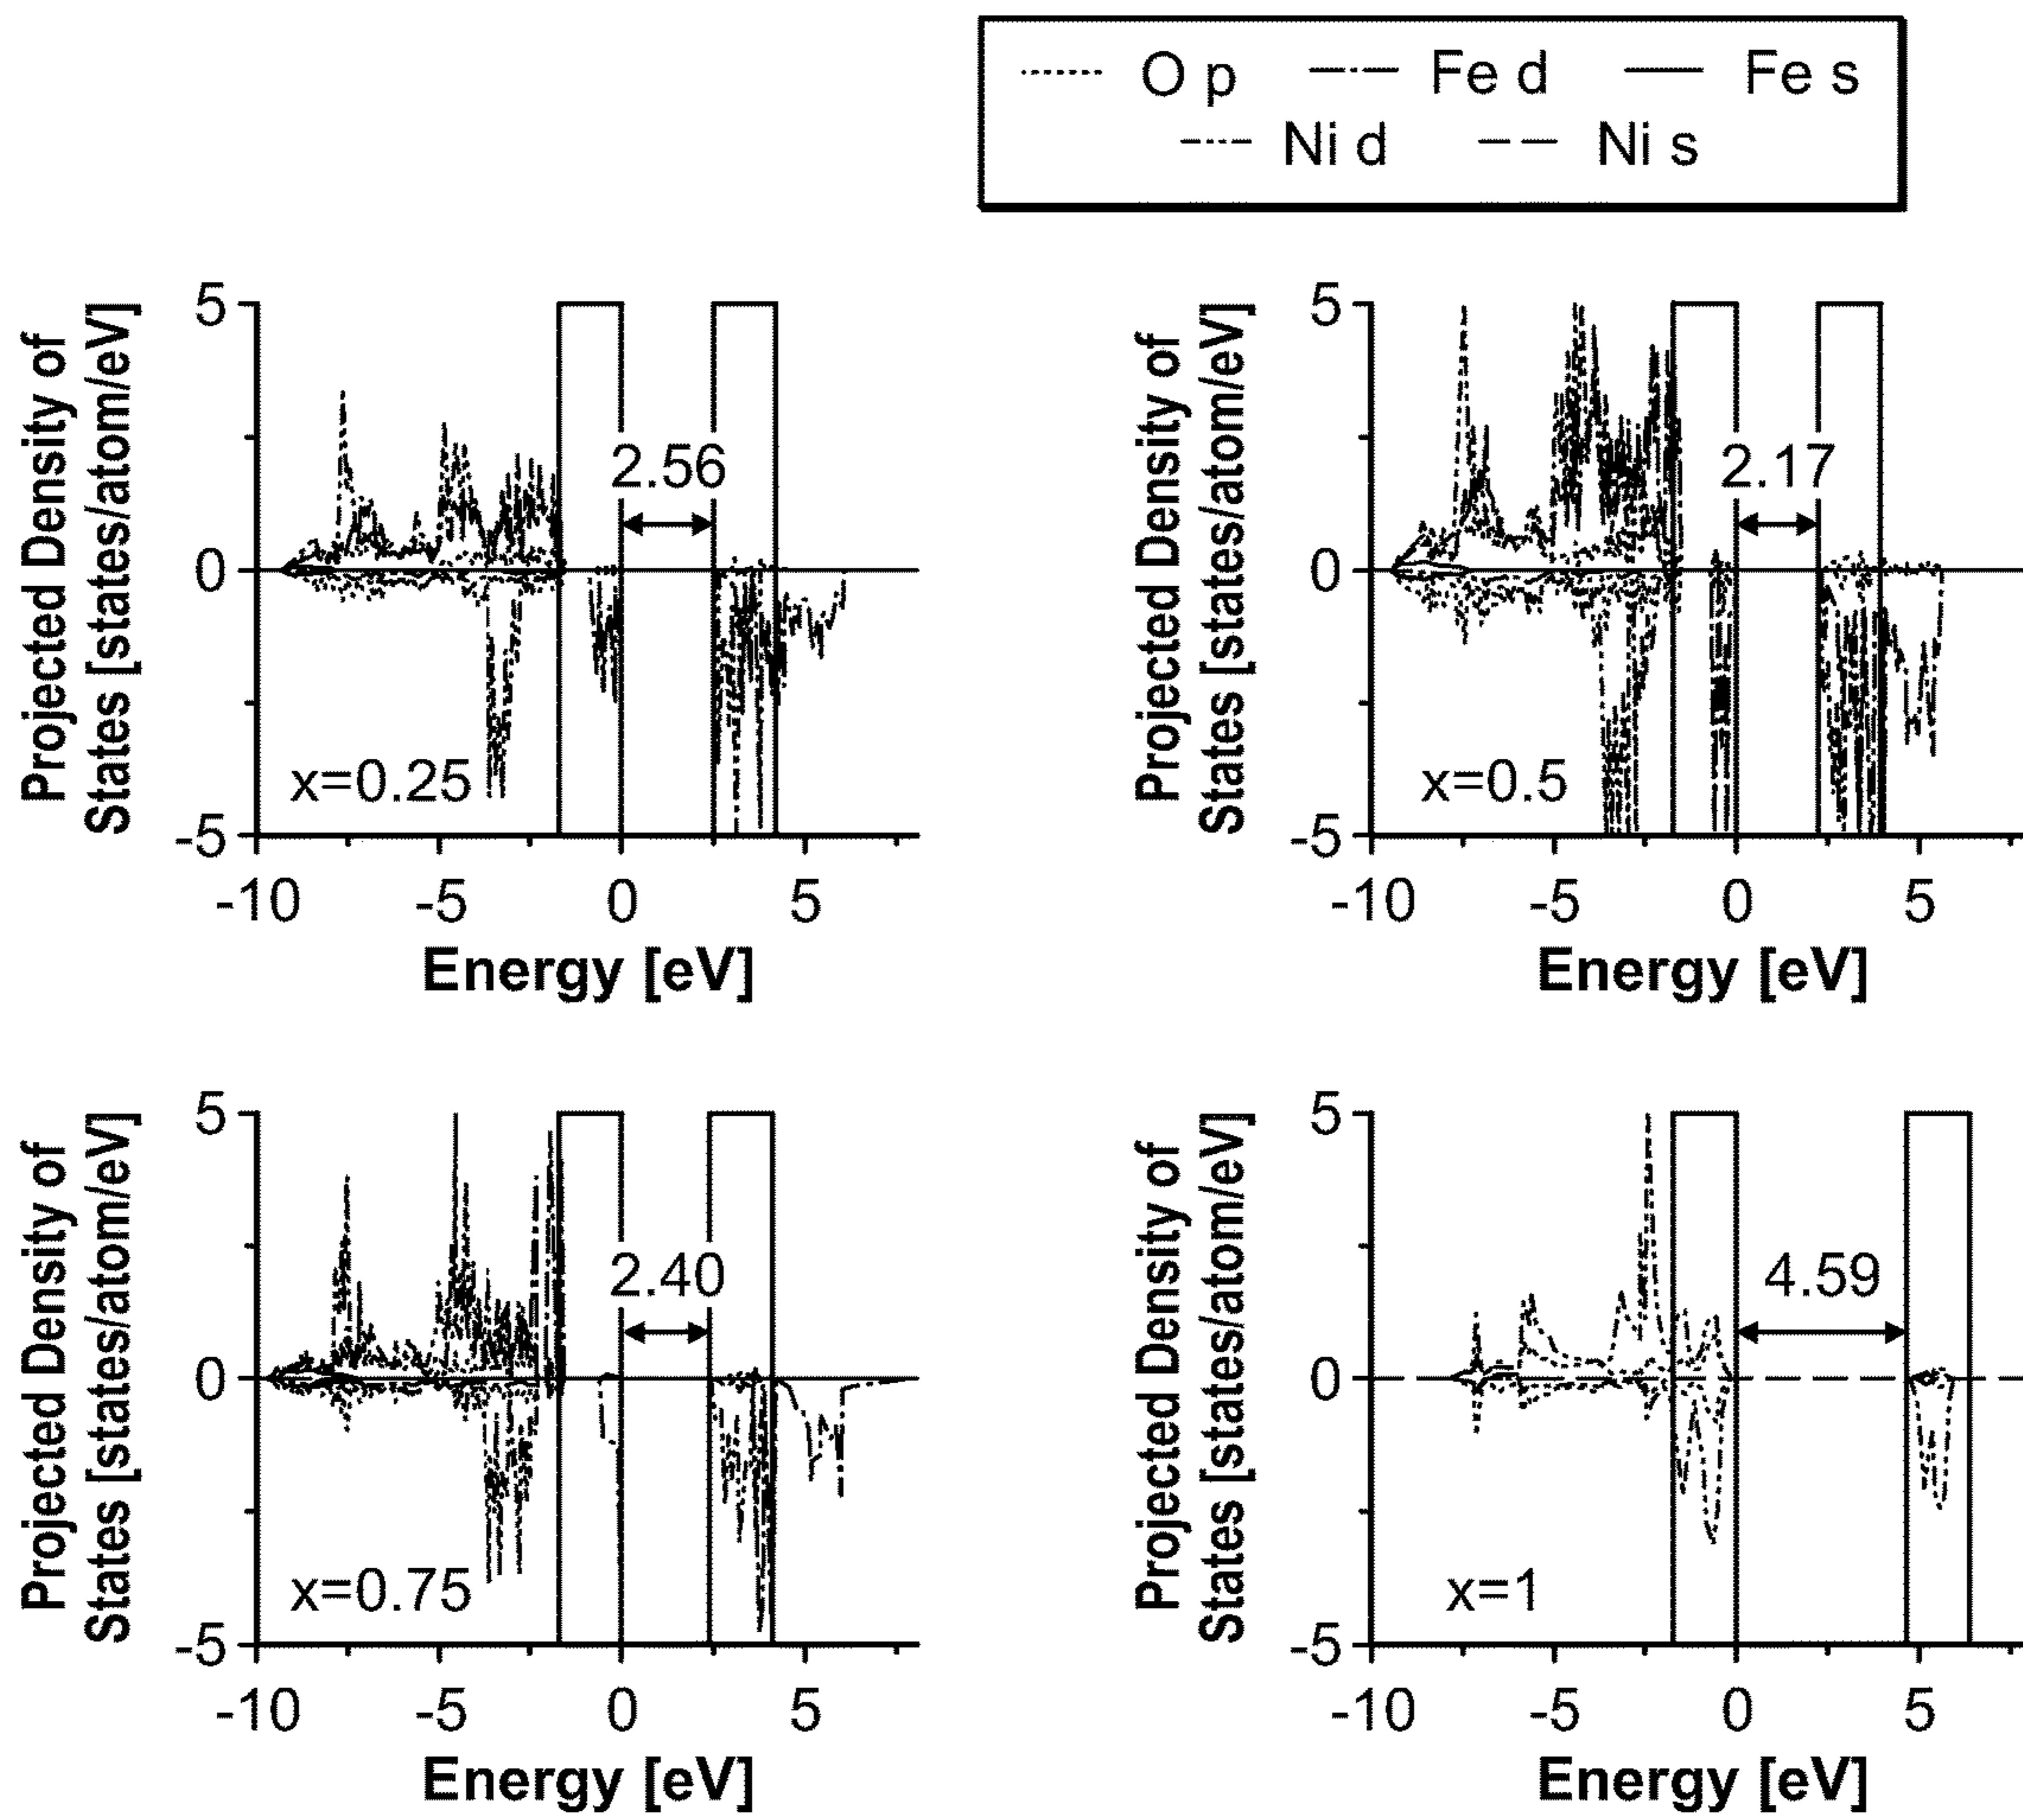 O p Fe d Fe s
Ni d Ni s
Projected Density of
States [states/atom/eV]
5
0
-5
2.56
x=0.25
-10 -5 0 5
Energy [eV]
Projected Density of
States [states/atom/eV]
5
0
-5
2.17
x=0.5
-10 -5 0 5
Energy [eV]
Projected Density of
States [states/atom/eV]
5
0
-5
2.40
x=0.75
-10 -5 0 5
Energy [eV]
Projected Density of
States [states/atom/eV]
5
0
-5
4.59
x=1
-10 -5 0 5
Energy [eV]